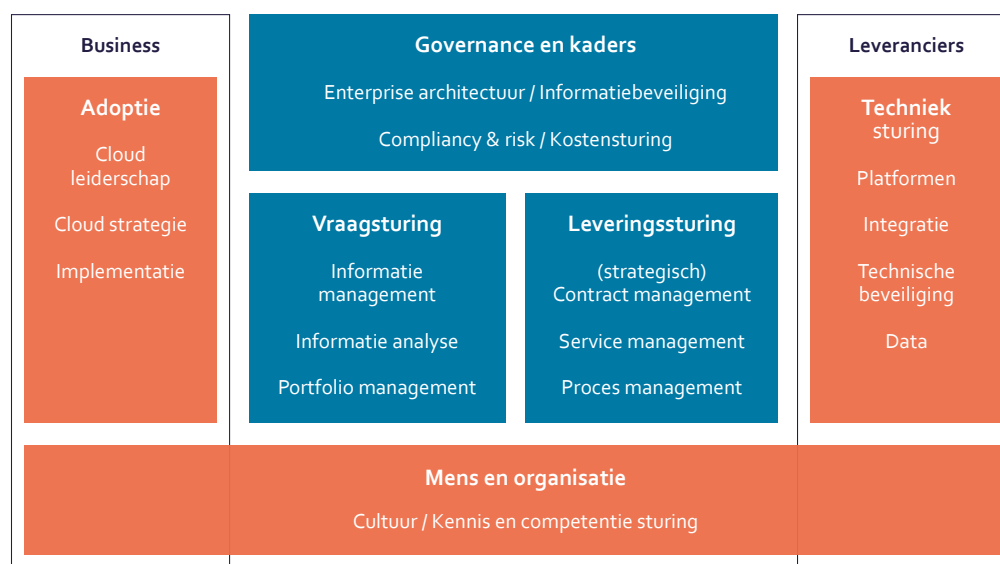 Business
Adoptie
Cloud
leiderschap
Cloud strategie
Implementatie
Governance en kaders
Enterprise architectuur / Informatiebeveiliging
Compliancy & risk / Kostensturing
Vraagsturing
Informatie
management
Informatie analyse
Portfolio management
Leveringssturing
(strategisch)
Contract management
Service management
Proces management
Leveranciers
Techniek
sturing
Platformen
Integratie
Technische
beveiliging
Data
Mens en organisatie
Cultuur / Kennis en competentie sturing